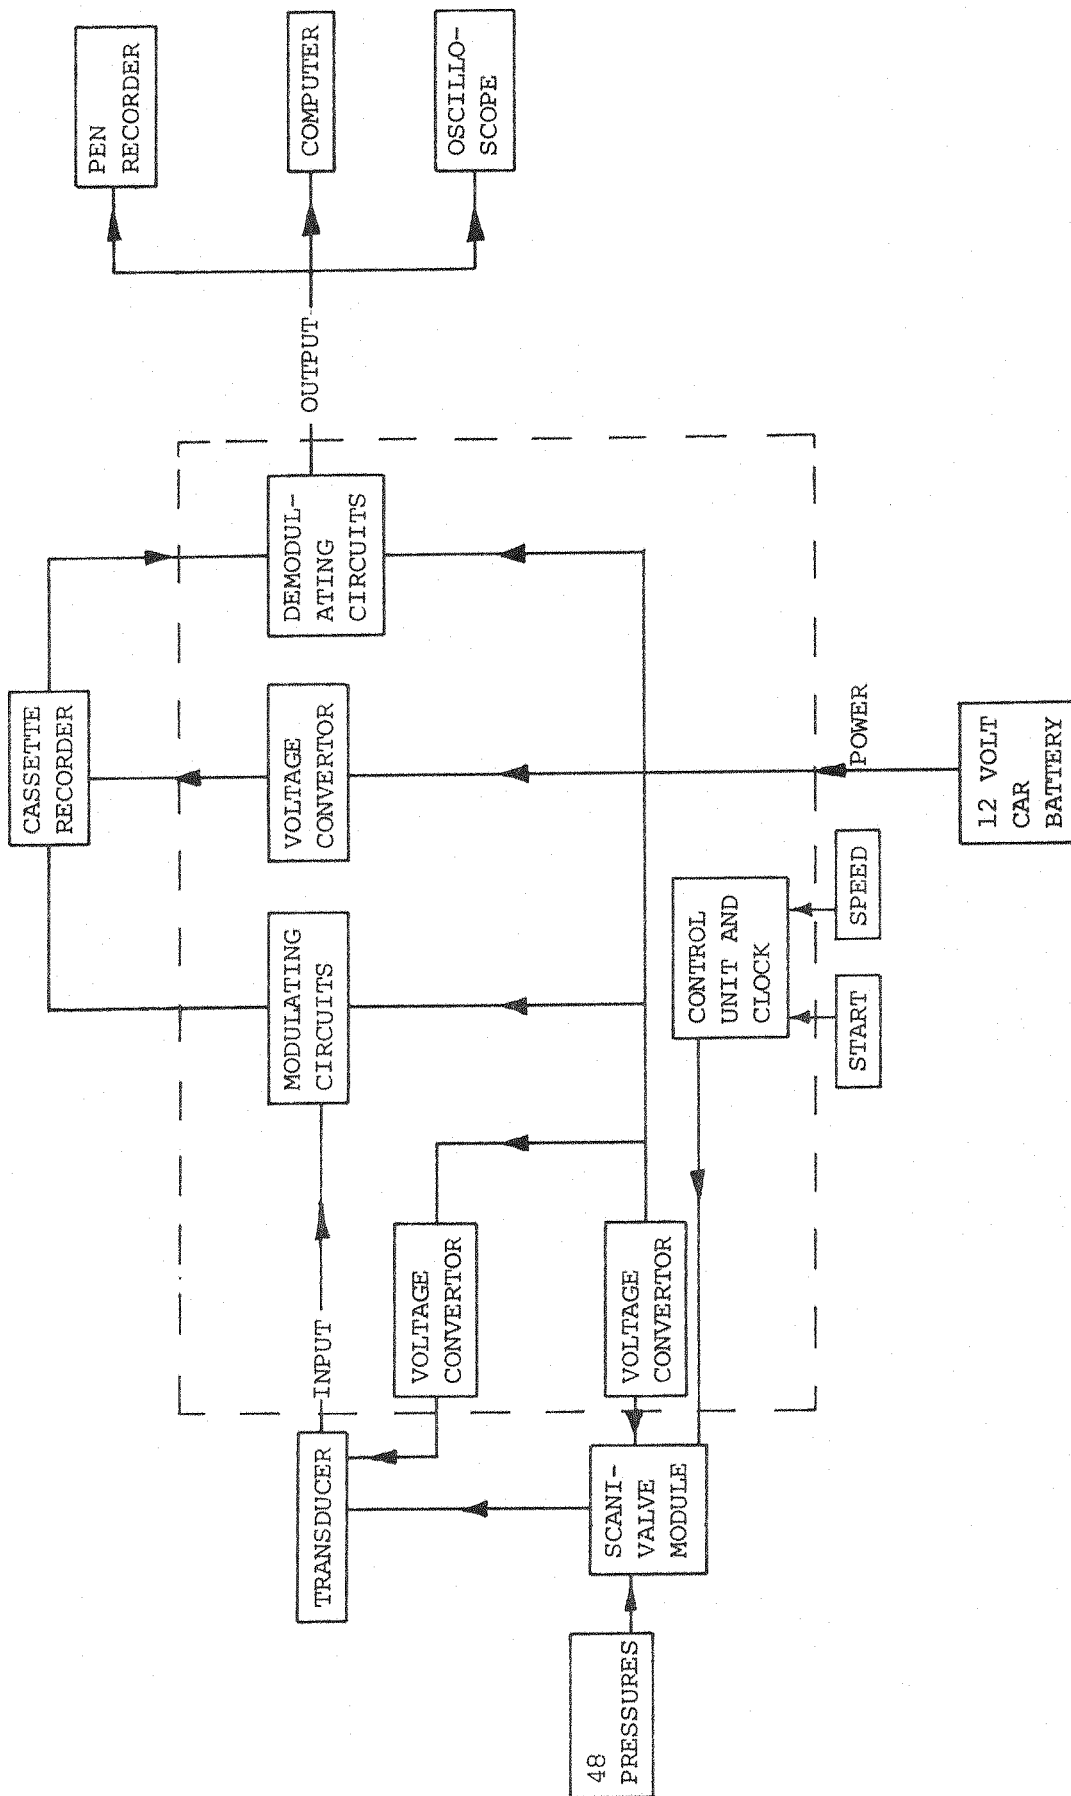 CASSETTE
RECORDER
PEN
RECORDER
TRANSDUCER
INPUT
MODULATING
CIRCUITS
VOLTAGE
CONVERTOR
DEMODUL-
ATING
CIRCUITS
OUTPUT
COMPUTER
VOLTAGE
CONVERTOR
OSCILLO-
SCOPE
48
PRESSURES
SCANI-
VALVE
MODULE
VOLTAGE
CONVERTOR
CONTROL
UNIT AND
CLOCK
START
SPEED
POWER
12 VOLT
CAR
BATTERY